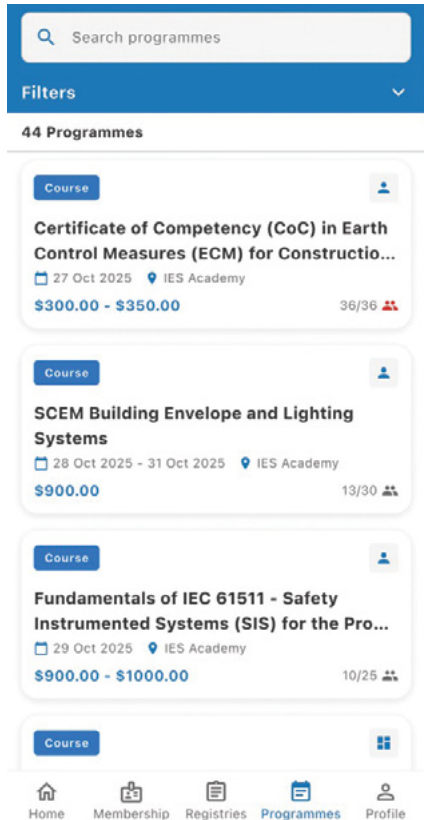 Search programmes
Filters
44 Programmes
Course
Certificate of Competency (CoC) in Earth
Control Measures (ECM) for Constructio...
27 Oct 2025 IES Academy
$300.00 - $350.00 36/36
Course
SCEM Building Envelope and Lighting
Systems
28 Oct 2025 - 31 Oct 2025 IES Academy
$900.00 13/30
Course
Fundamentals of IEC 61511 - Safety
Instrumented Systems (SIS) for the Pro...
29 Oct 2025 IES Academy
$900.00 - $1000.00 10/25
Course
Home Membership Registries Programmes Profile